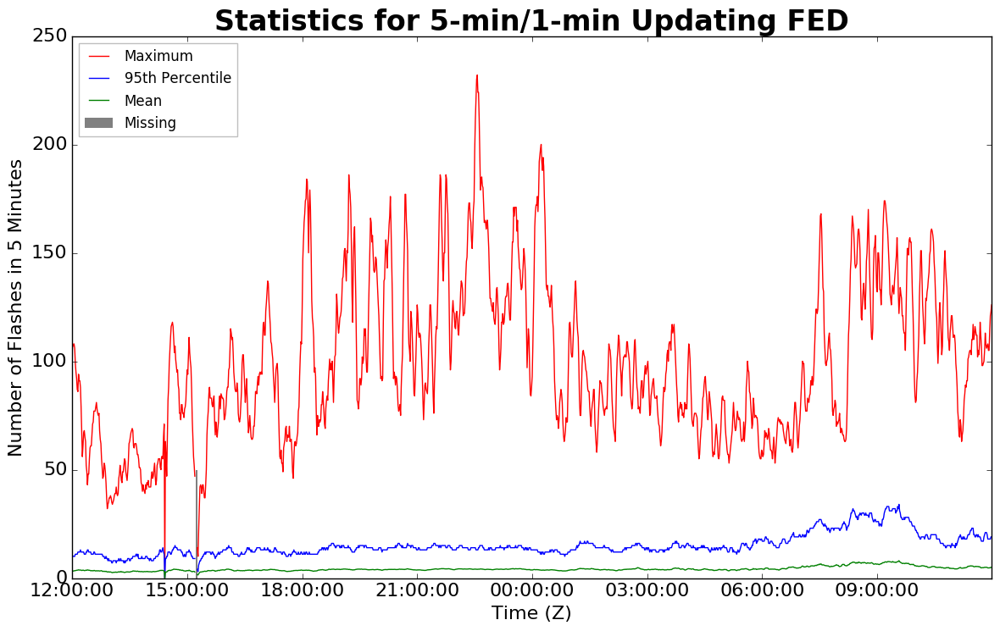 Statistics for 5-min/1-min Updating FED
250
200
150
100
50
0
Number of Flashes in 5 Minutes
Maximum
95th Percentile
Mean
Missing
12:00:00 15:00:00 18:00:00 21:00:00 00:00:00 03:00:00 06:00:00 09:00:00
Time (Z)